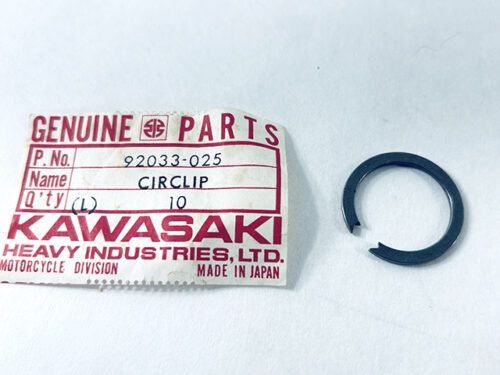 GENUINE PARTS
P. No. 92033-025
Name CIRCLIP
Q'ty (L) 10
KAWASAKI
HEAVY INDUSTRIES, LTD.
MOTORCYCLE DIVISION MADE IN JAPAN